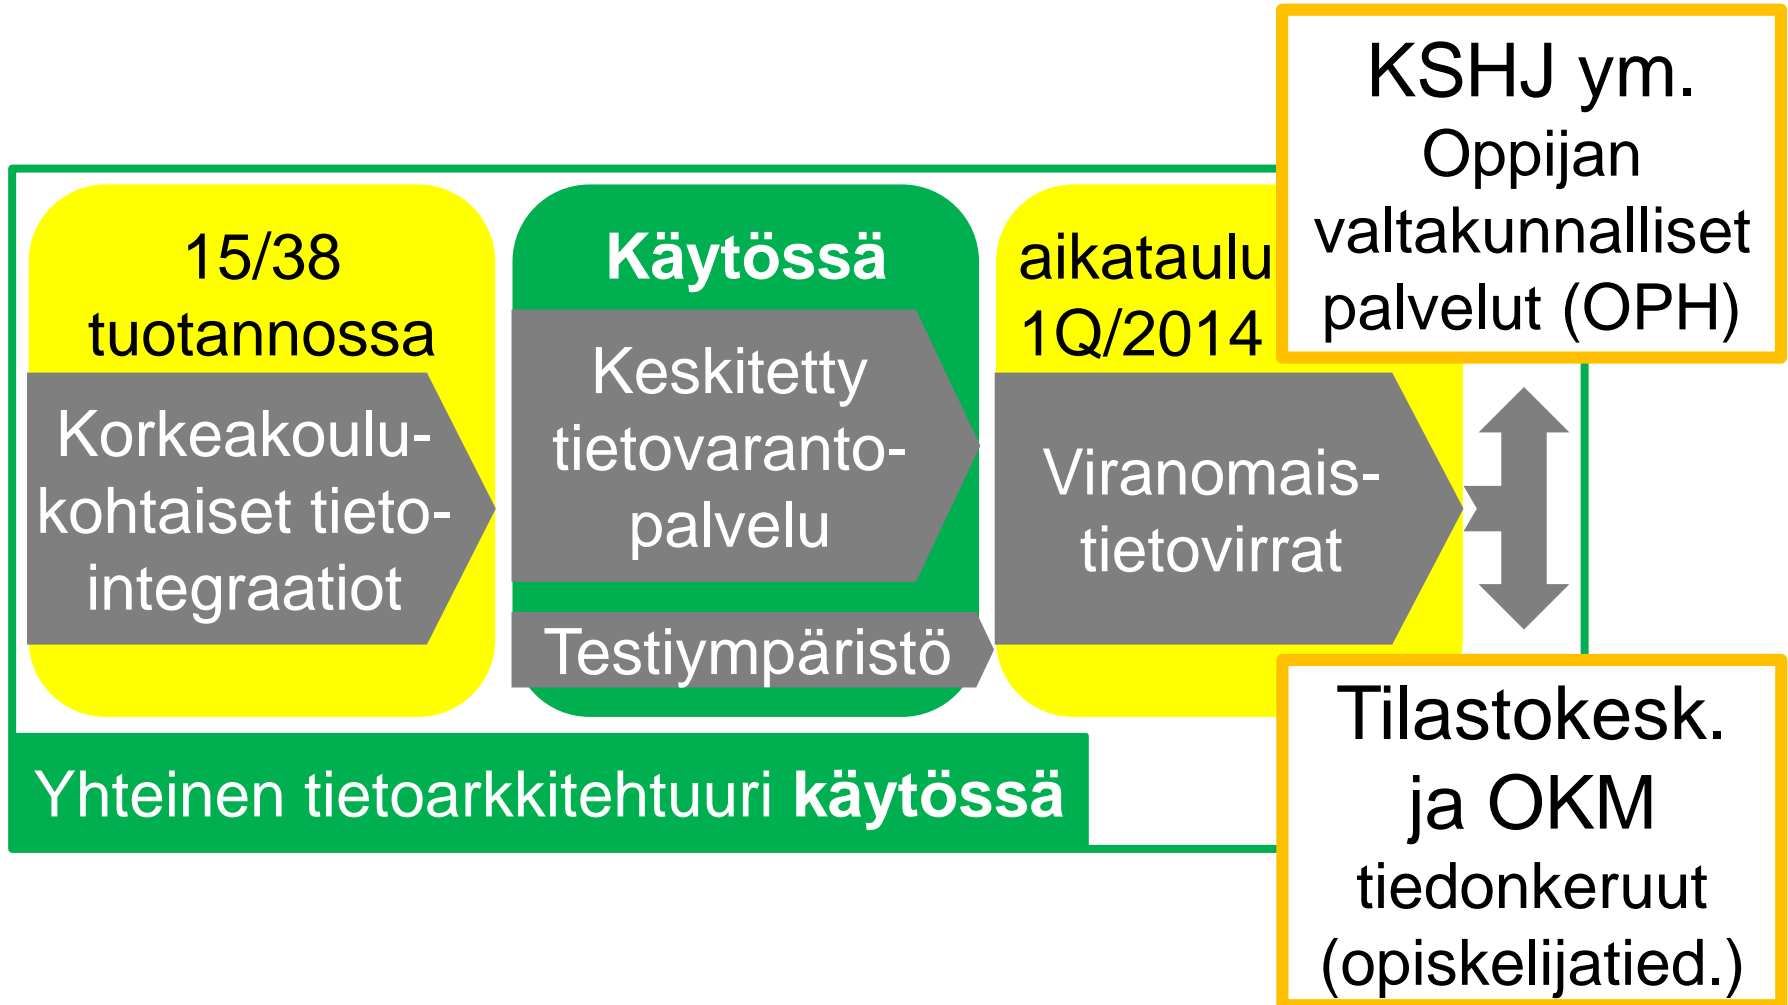 15/38
tuotannossa
Korkeakoulu-
kohtaiset tieto-
integraatiot
Käytössä
Keskitetty
tietovaranto-
palvelu
Testiympäristö
aikataulu
1Q/2014
Viranomais-
tietovirrat
KSHJ ym.
Oppijan
valtakunnalliset
palvelut (OPH)
Tilastokesk.
ja OKM
tiedonkeruut
(opiskelijatied.)
Yhteinen tietoarkkitehtuuri käytössä